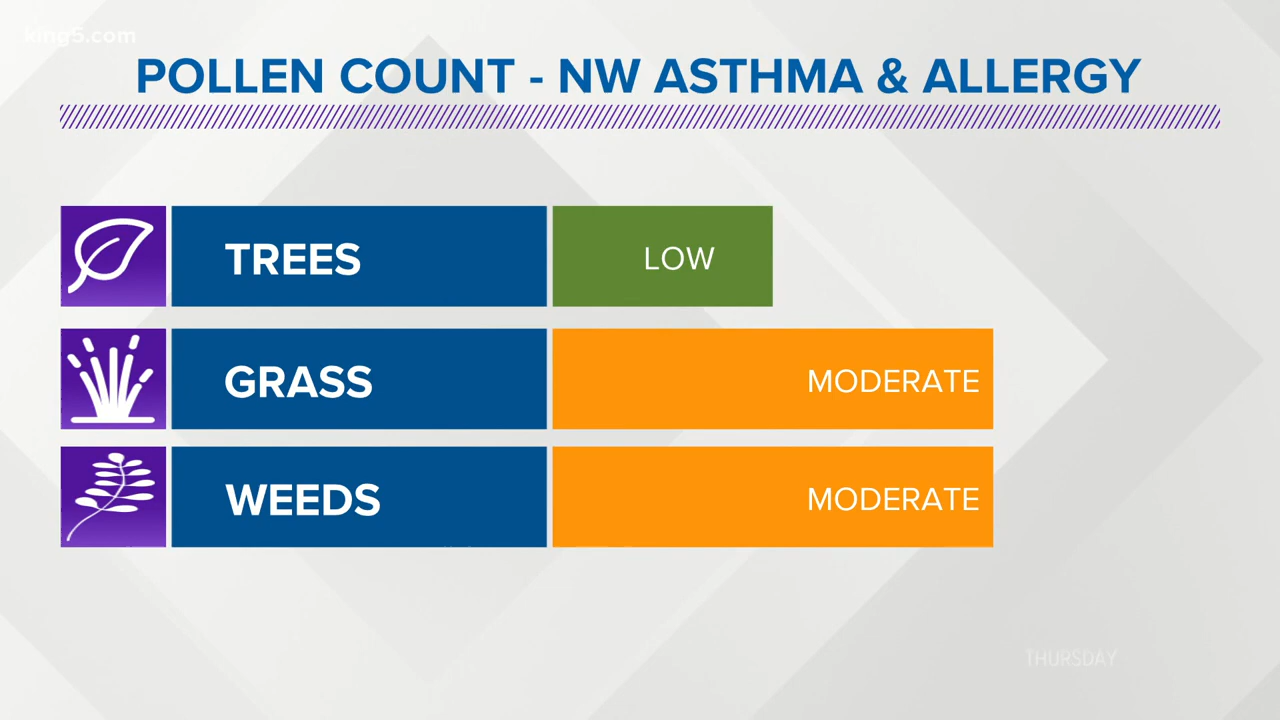 king5.com
POLLEN COUNT - NW ASTHMA & ALLERGY
TREES
LOW
GRASS
MODERATE
WEEDS
MODERATE
THURSDAY